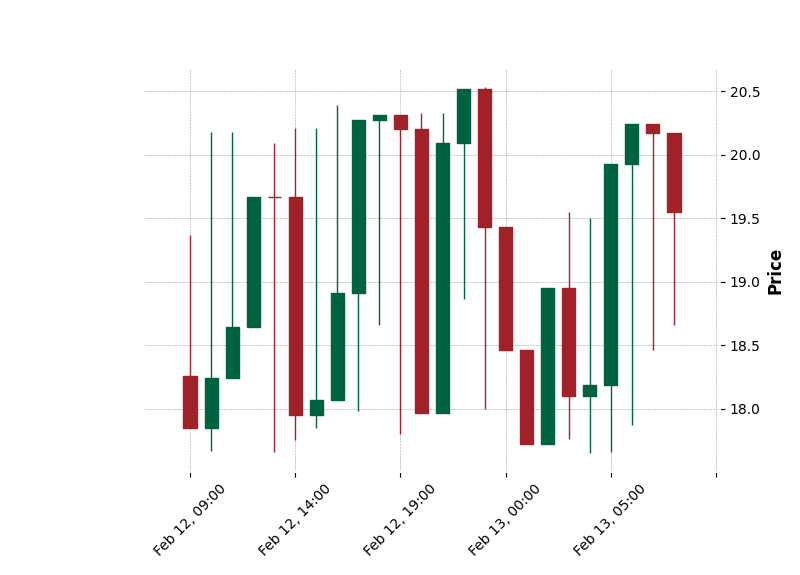 20.5
20.0
19.5
19.0
18.5
18.0
Price
Feb 12, 09:00
Feb 12, 14:00
Feb 12, 19:00
Feb 13, 00:00
Feb 13, 05:00